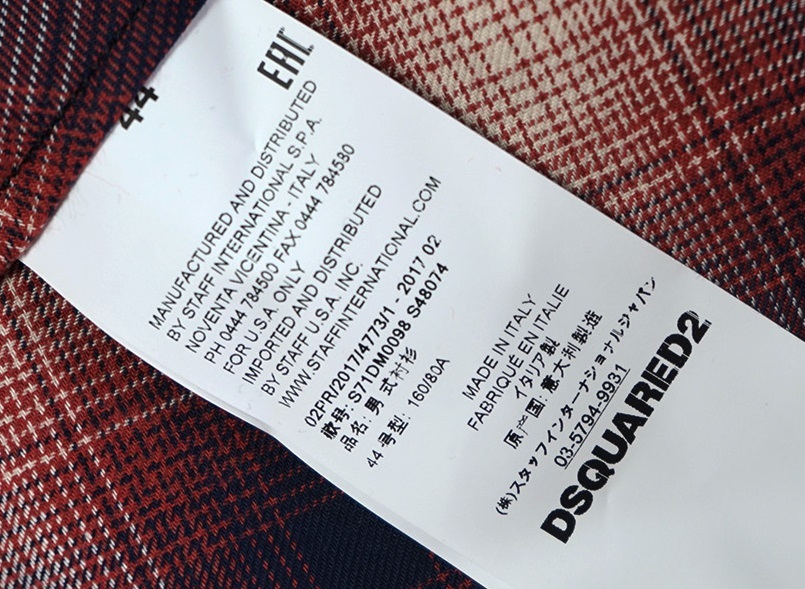 44
EAC
MANUFACTURED AND DISTRIBUTED
BY STAFF INTERNATIONAL S.P.A.
NOVENTA VICENTINA - ITALY
PH 0444 784500 FAX 0444 784530
FOR U.S.A. ONLY
IMPORTED AND DISTRIBUTED
BY STAFF U.S.A. INC.
WWW.STAFFINTERNATIONAL.COM
02FR/2017/4773/1 - 2017 02
款号: S71DM0098 S48074
品名: 男式衬衫
44 号型: 160/80A
MADE IN ITALY
FABRIQUÉ EN ITALIE
イタリア製
原产国: 意大利製造
(株)スタッフインターナショナルジャパン
03-5794-9931
DSQUARED2